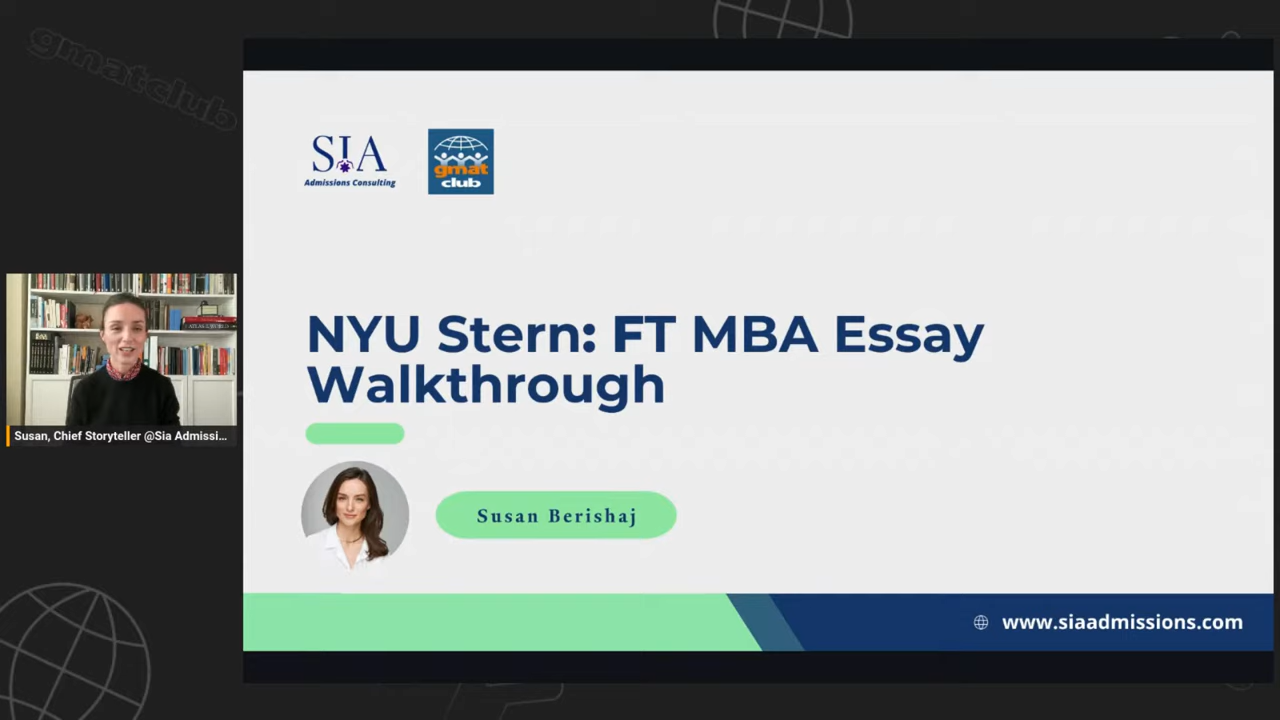 gmatclub
SIA
Admissions Consulting
gmat
club
NYU Stern: FT MBA Essay
Walkthrough
Susan, Chief Storyteller @Sia Admissi...
Susan Berishaj
www.siaadmissions.com